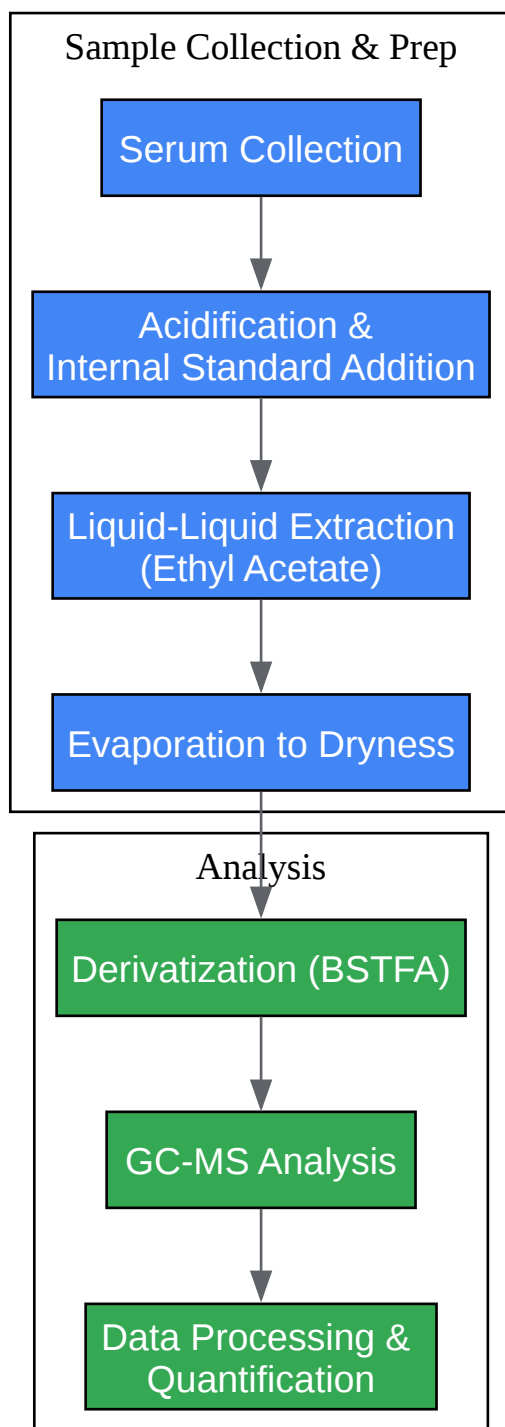 Sample Collection & Prep
Serum Collection
Acidification &
Internal Standard Addition
Liquid-Liquid Extraction
(Ethyl Acetate)
Evaporation to Dryness
Analysis
Derivatization (BSTFA)
GC-MS Analysis
Data Processing &
Quantification